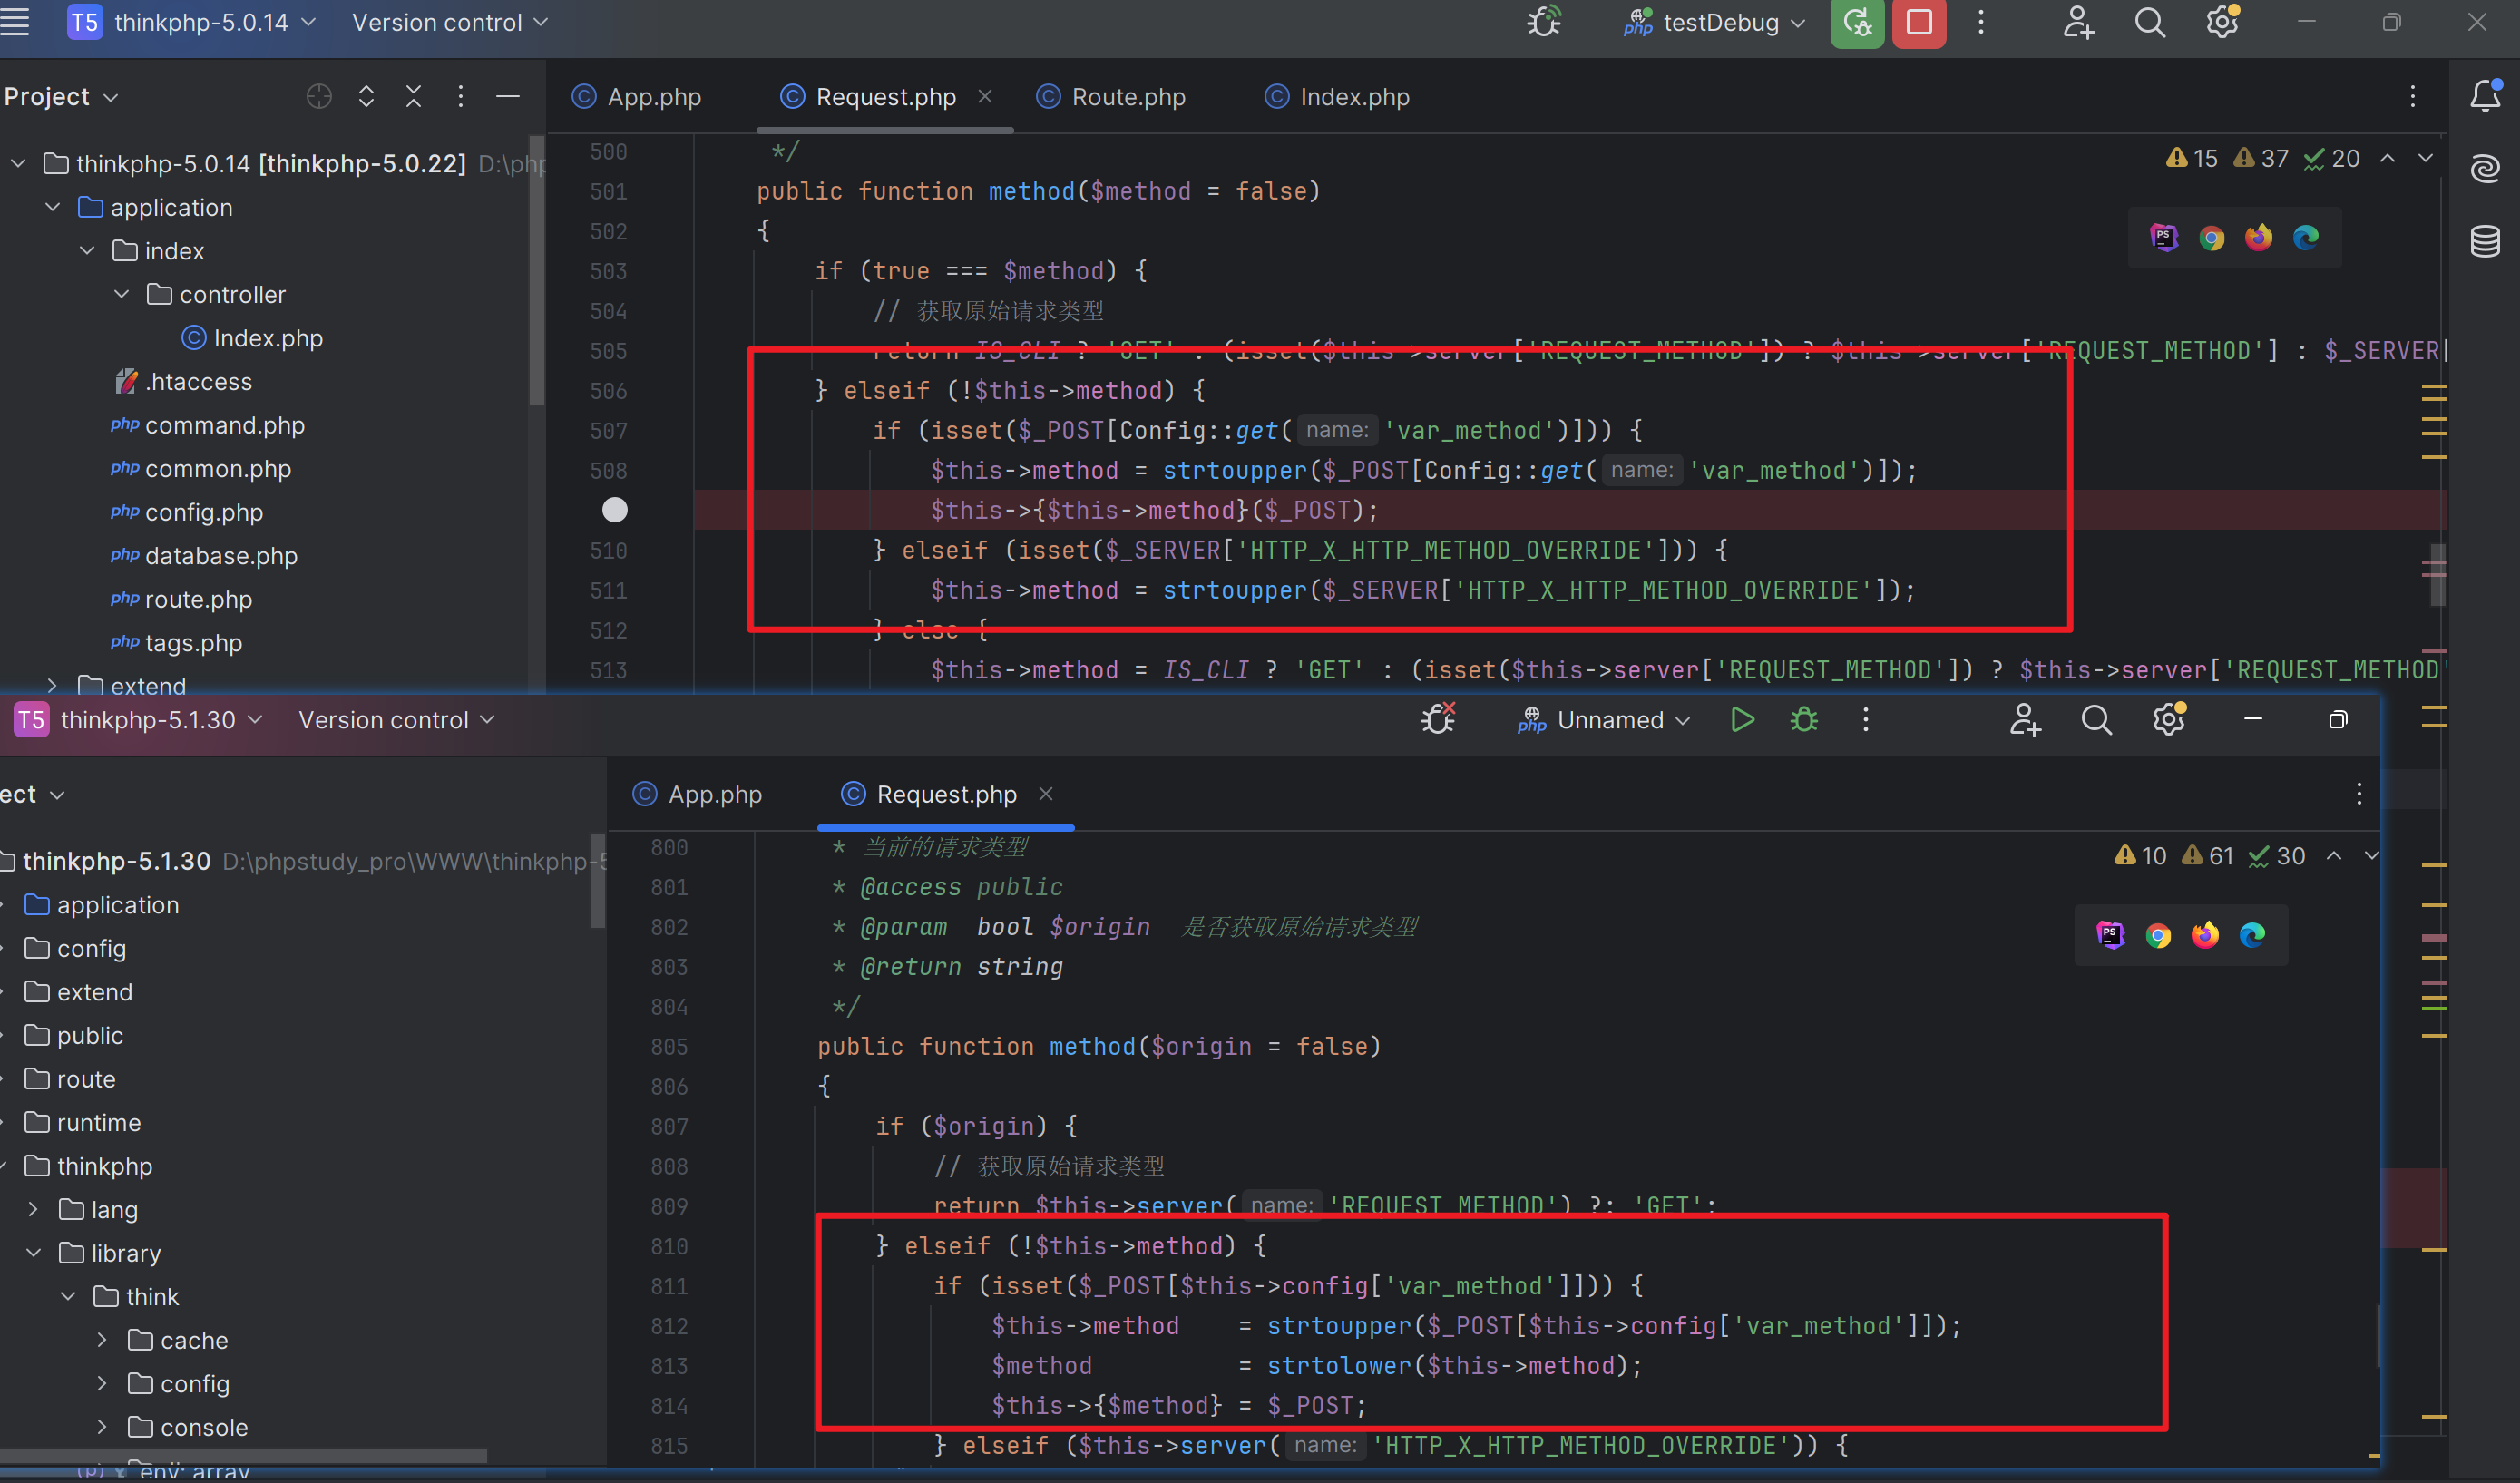 T5 thinkphp-5.0.14 Version control testDebug
Project
App.php Request.php Route.php Index.php
thinkphp-5.0.14 [thinkphp-5.0.22] D:\php
application
index
controller
Index.php
.htaccess
php command.php
php common.php
php config.php
php database.php
php route.php
php tags.php
extend
15 37 20
500 */
501 public function method($method = false)
502 {
503 if (true === $method) {
504 // 获取原始请求类型
505 return IS_CLI ? 'GET' : (isset($this->server['REQUEST_METHOD']) ? $this->server['REQUEST_METHOD'] : $_SERVER[
506 } elseif (!$this->method) {
507 if (isset($_POST[Config::get( name: 'var_method')])) {
508 $this->method = strtoupper($_POST[Config::get( name: 'var_method')]);
$this->{$this->method}($_POST);
510 } elseif (isset($_SERVER['HTTP_X_HTTP_METHOD_OVERRIDE'])) {
511 $this->method = strtoupper($_SERVER['HTTP_X_HTTP_METHOD_OVERRIDE']);
512 } else {
513 $this->method = IS_CLI ? 'GET' : (isset($this->server['REQUEST_METHOD']) ? $this->server['REQUEST_METHOD'
T5 thinkphp-5.1.30 Version control php Unnamed
ect
App.php Request.php
thinkphp-5.1.30 D:\phpstudy_pro\WWW\thinkphp-5
application
config
extend
public
route
runtime
thinkphp
lang
library
think
cache
config
console
env: array
10 61 30
800 * 当前的请求类型
801 * @access public
802 * @param bool $origin 是否获取原始请求类型
803 * @return string
804 */
805 public function method($origin = false)
806 {
807 if ($origin) {
808 // 获取原始请求类型
809 return $this->server( name: 'REQUEST_METHOD') ?: 'GET';
810 } elseif (!$this->method) {
811 if (isset($_POST[$this->config['var_method']])) {
812 $this->method = strtoupper($_POST[$this->config['var_method']]);
813 $method = strtolower($this->method);
814 $this->{$method} = $_POST;
815 } elseif ($this->server( name: 'HTTP_X_HTTP_METHOD_OVERRIDE')) {